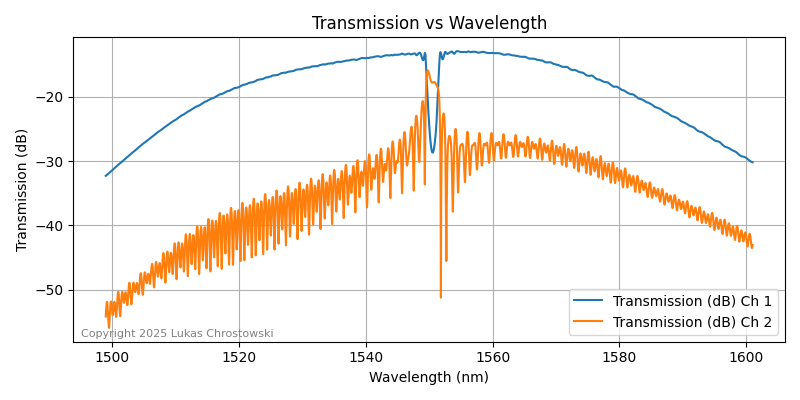 Transmission vs Wavelength
Transmission (dB)
−20
−30
−40
−50
Transmission (dB) Ch 1
Transmission (dB) Ch 2
Copyright 2025 Lukas Chrostowski
1500
1520
1540
1560
1580
1600
Wavelength (nm)